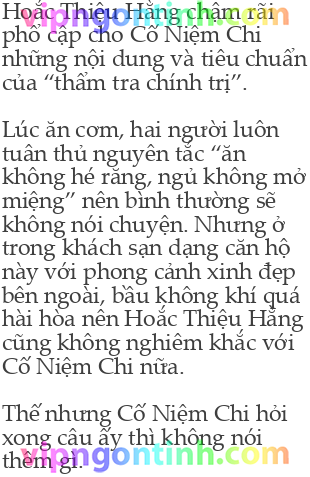 Hoắc Thiệu Hằng chậm rãi
vipngontinh.com
phổ cập cho Cố Niệm Chi
những nội dung và tiêu chuẩn
của “thẩm tra chính trị”.
Lúc ăn cơm, hai người luôn
tuân thủ nguyên tắc “ăn
không hé răng, ngủ không mở
miệng” nên bình thường sẽ
không nói chuyện. Nhưng ở
trong khách sạn dạng căn hộ
này với phong cảnh xinh đẹp
bên ngoài, bầu không khí quá
hài hòa nên Hoắc Thiệu Hằng
cũng không nghiêm khắc với
Cố Niệm Chi nữa.
Thế nhưng Cố Niệm Chi hỏi
xong câu ấy thì không nói
thêm gì.
vipngontinh.com